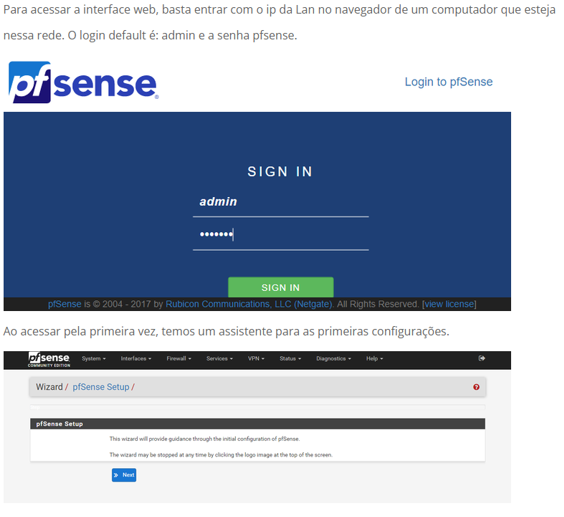 Para acessar a interface web, basta entrar com o ip da Lan no navegador de um computador que esteja
nessa rede. O login default é: admin e a senha pfsense.
pfsense
Login to pfSense
SIGN IN
admin
•••••••
SIGN IN
pfSense is © 2004 - 2017 by Rubicon Communications, LLC (Netgate). All Rights Reserved. [view license]
Ao acessar pela primeira vez, temos um assistente para as primeiras configurações.
pfsense System Interfaces Firewall Services VPN Status Diagnostics Help
COMMUNITY EDITION
Wizard / pfSense Setup /
pfSense Setup
This wizard will provide guidance through the initial configuration of pfSense.
The wizard may be stopped at any time by clicking the logo image at the top of the screen.
» Next